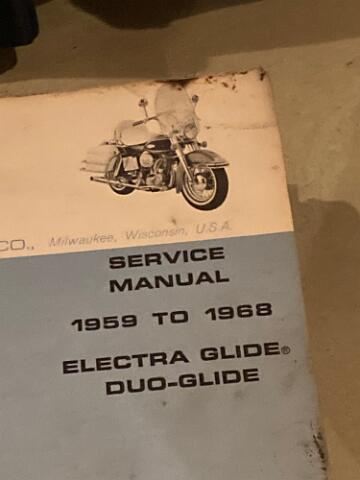 CO., Milwaukee, Wisconsin, U.S.A.
SERVICE
MANUAL
1959 TO 1968
ELECTRA GLIDE®
DUO-GLIDE